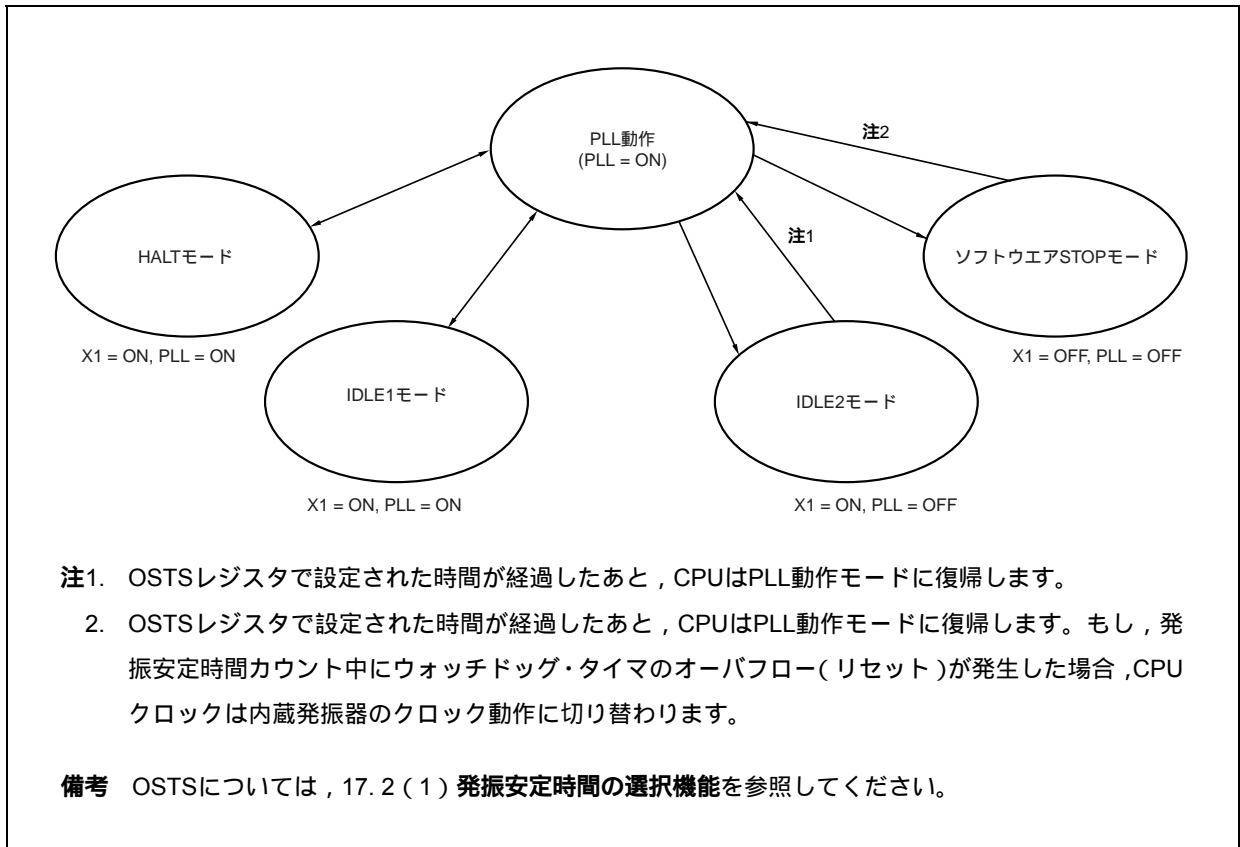 PLL動作
(PLL = ON)
注2
注1
HALTモード
ソフトウエアSTOPモード
X1 = ON, PLL = ON
X1 = OFF, PLL = OFF
IDLE1モード
IDLE2モード
X1 = ON, PLL = ON
X1 = ON, PLL = OFF
注1. OSTSレジスタで設定された時間が経過したあと，CPUはPLL動作モードに復帰します。
2. OSTSレジスタで設定された時間が経過したあと，CPUはPLL動作モードに復帰します。もし，発
振安定時間カウント中にウォッチドッグ・タイマのオーバフロー（リセット）が発生した場合，CPU
クロックは内蔵発振器のクロック動作に切り替わります。
備考 OSTSについては，17. 2（1）発振安定時間の選択機能を参照してください。